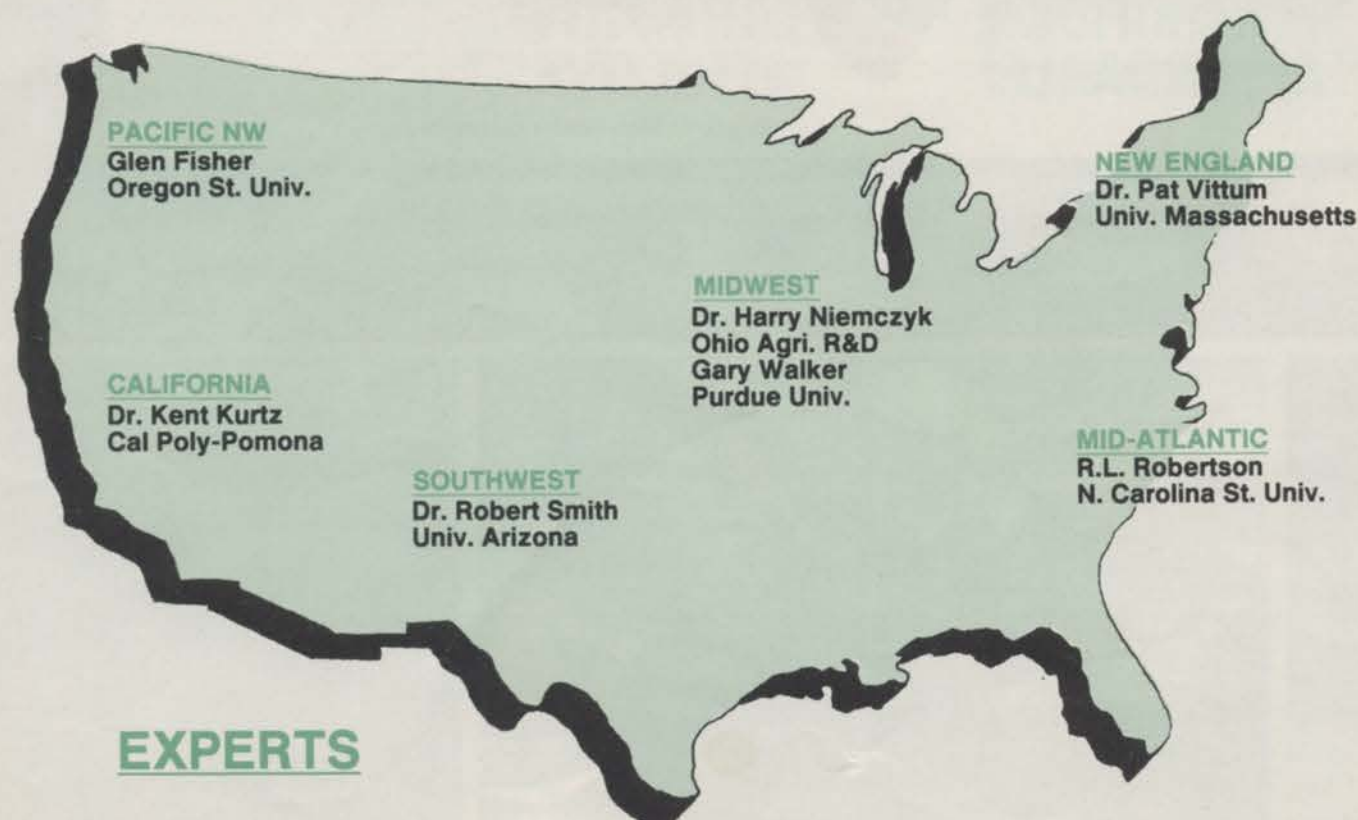 PACIFIC NW
Glen Fisher
Oregon St. Univ.
NEW ENGLAND
Dr. Pat Vittum
Univ. Massachusetts
MIDWEST
Dr. Harry Niemczyk
Ohio Agri. R&D
Gary Walker
Purdue Univ.
CALIFORNIA
Dr. Kent Kurtz
Cal Poly-Pomona
MID-ATLANTIC
R.L. Robertson
N. Carolina St. Univ.
SOUTHWEST
Dr. Robert Smith
Univ. Arizona
EXPERTS